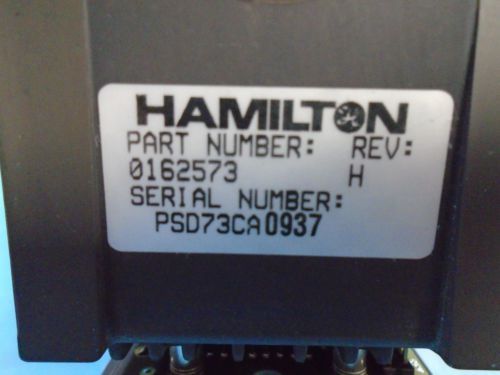 HAMILTON
PART NUMBER: REV:
0162573 H
SERIAL NUMBER:
PSD73CA0937